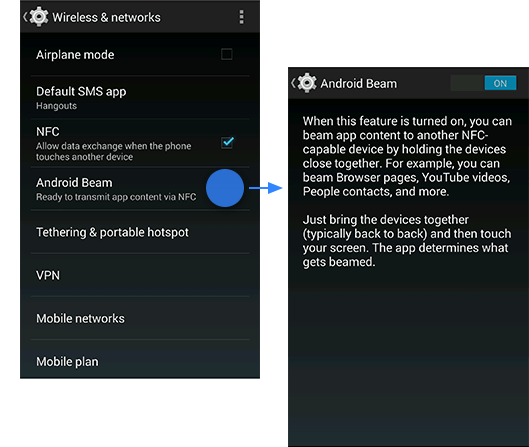 Wireless & networks
Airplane mode
Default SMS app
Hangouts
NFC
Allow data exchange when the phone
touches another device
Android Beam
Ready to transmit app content via NFC
Tethering & portable hotspot
VPN
Mobile networks
Mobile plan
Android Beam
ON
When this feature is turned on, you can
beam app content to another NFC-
capable device by holding the devices
close together. For example, you can
beam Browser pages, YouTube videos,
People contacts, and more.
Just bring the devices together
(typically back to back) and then touch
your screen. The app determines what
gets beamed.